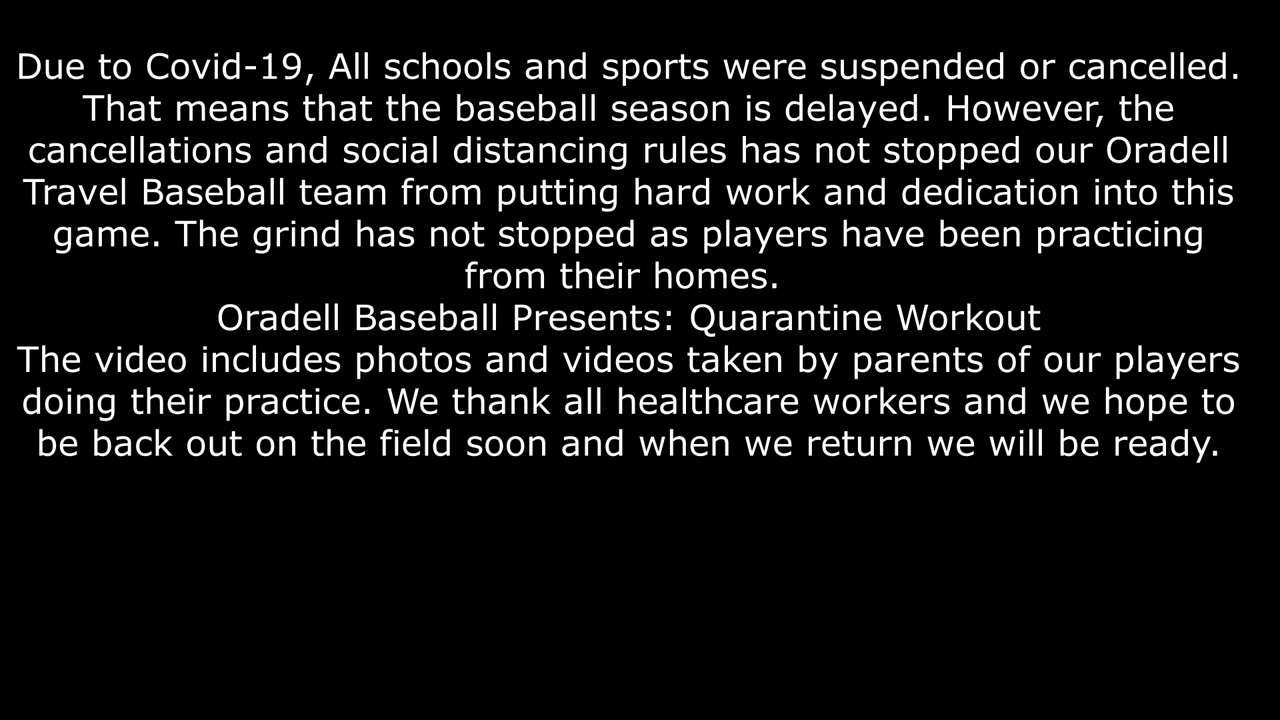 Due to Covid-19, All schools and sports were suspended or cancelled.
That means that the baseball season is delayed. However, the
cancellations and social distancing rules has not stopped our Oradell
Travel Baseball team from putting hard work and dedication into this
game. The grind has not stopped as players have been practicing
from their homes.
Oradell Baseball Presents: Quarantine Workout
The video includes photos and videos taken by parents of our players
doing their practice. We thank all healthcare workers and we hope to
be back out on the field soon and when we return we will be ready.